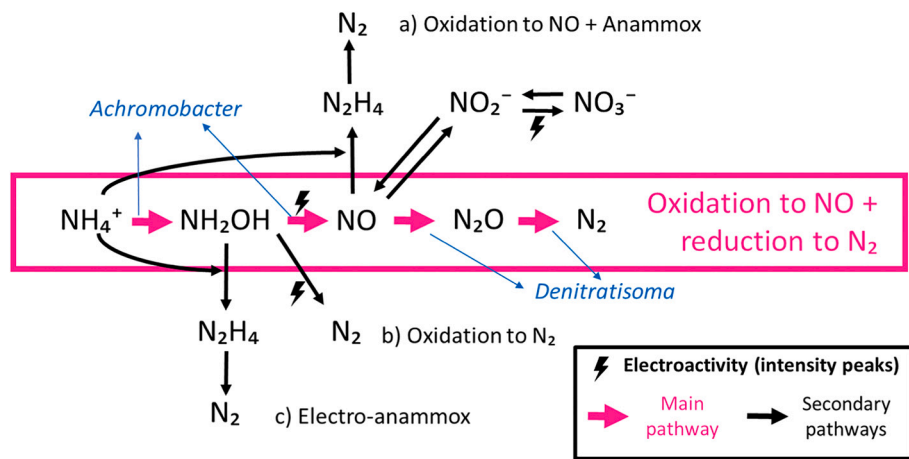 N₂ a) Oxidation to NO + Anammox
N₂H₄ NO₂⁻ NO₃⁻
Achromobacter
NH₄⁺ NH₂OH NO N₂O N₂
Oxidation to NO +
reduction to N₂
Denitratisoma
N₂H₄ N₂ b) Oxidation to N₂
N₂ c) Electro-anammox
Electroactivity (intensity peaks)
Main
pathway
Secondary
pathways